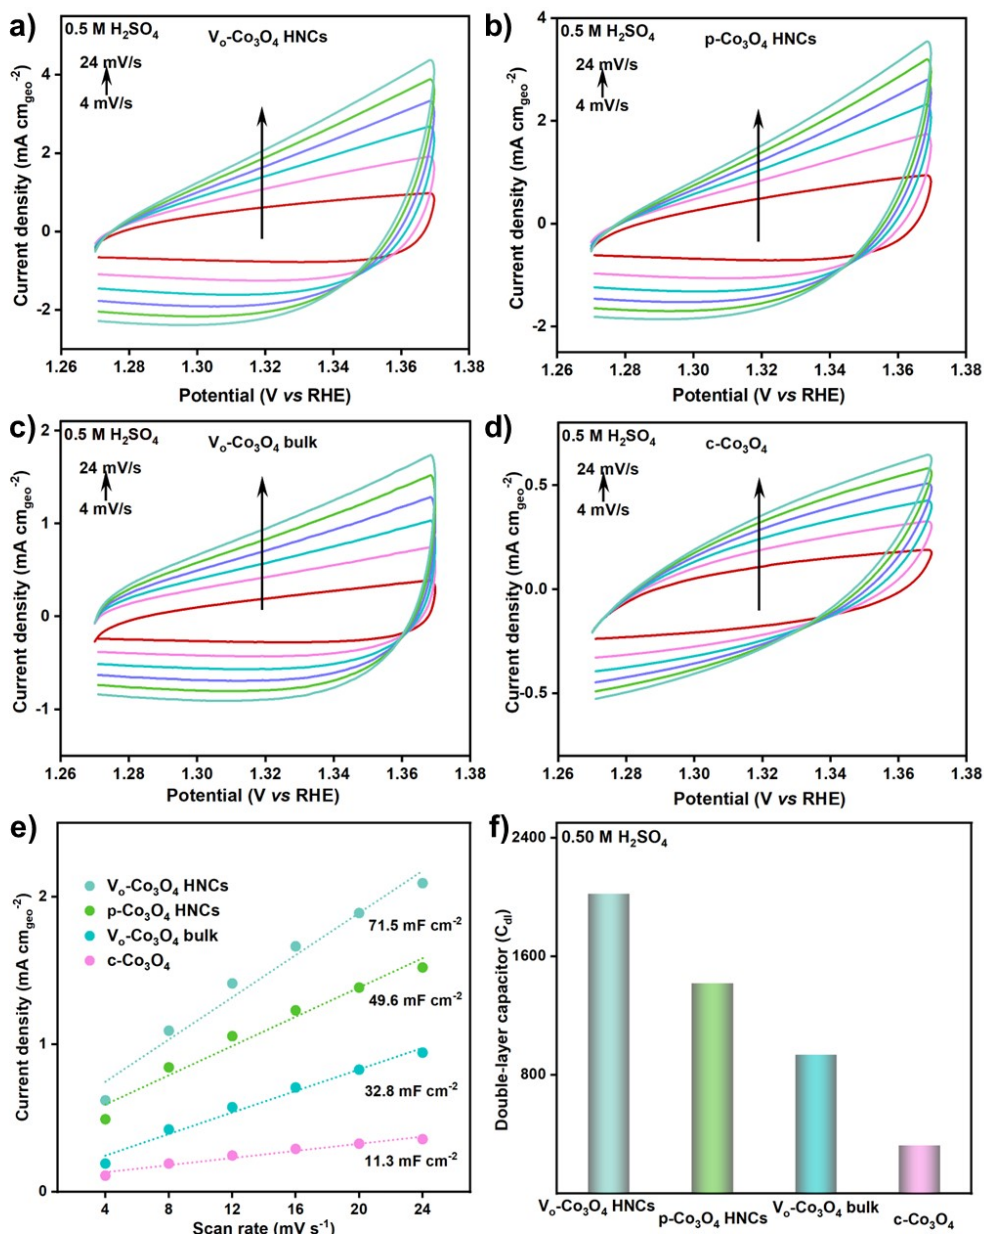 a)
0.5 M H₂SO₄
Vₒ-Co₃O₄ HNCs
24 mV/s
4 mV/s
4
2
0
-2
Current density (mA cm_geo⁻²)
1.26 1.28 1.30 1.32 1.34 1.36 1.38
Potential (V vs RHE)
b)
0.5 M H₂SO₄
p-Co₃O₄ HNCs
24 mV/s
4 mV/s
4
2
0
-2
Current density (mA cm_geo⁻²)
1.26 1.28 1.30 1.32 1.34 1.36 1.38
Potential (V vs RHE)
c)
0.5 M H₂SO₄
Vₒ-Co₃O₄ bulk
24 mV/s
4 mV/s
2
1
0
-1
Current density (mA cm_geo⁻²)
1.26 1.28 1.30 1.32 1.34 1.36 1.38
Potential (V vs RHE)
d)
0.5 M H₂SO₄
c-Co₃O₄
24 mV/s
4 mV/s
0.5
0.0
-0.5
Current density (mA cm_geo⁻²)
1.26 1.28 1.30 1.32 1.34 1.36 1.38
Potential (V vs RHE)
e)
Vₒ-Co₃O₄ HNCs
p-Co₃O₄ HNCs
Vₒ-Co₃O₄ bulk
c-Co₃O₄
71.5 mF cm⁻²
49.6 mF cm⁻²
32.8 mF cm⁻²
11.3 mF cm⁻²
2
1
0
Current density (mA cm_geo⁻²)
4 8 12 16 20 24
Scan rate (mV s⁻¹)
f)
0.50 M H₂SO₄
2400
1600
800
Double-layer capacitor (C_dl)
Vₒ-Co₃O₄ HNCs
p-Co₃O₄ HNCs
Vₒ-Co₃O₄ bulk
c-Co₃O₄